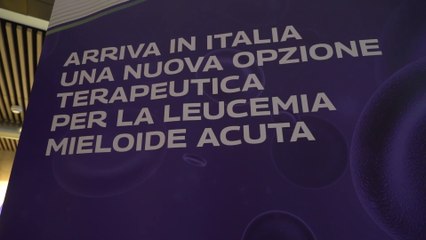 ARRIVA IN ITALIA
UNA NUOVA OPZIONE
TERAPEUTICA
PER LA LEUCEMIA
MIELOIDE ACUTA